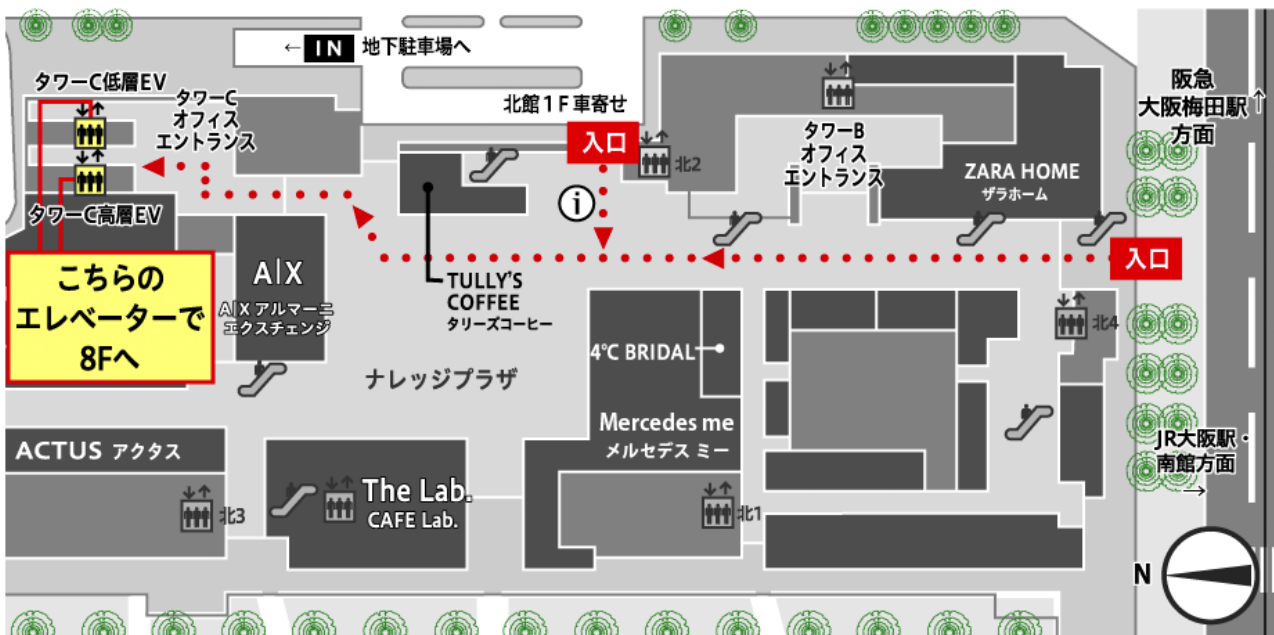 ← IN 地下駐車場へ
タワーC低層EV
タワーC
オフィス
エントランス
北館1F車寄せ
入口
北2
タワーB
オフィス
エントランス
阪急
大阪梅田駅
方面
↑
ZARA HOME
ザラホーム
i
タワーC高層EV
入口
こちらの
エレベーターで
8Fへ
A|X
A|X アルマーニ
エクスチェンジ
TULLY'S
COFFEE
タリーズコーヒー
北4
4℃ BRIDAL
ナレッジプラザ
Mercedes me
メルセデス ミー
ACTUS アクタス
JR大阪駅・
南館方面
→
The Lab.
CAFE Lab.
北3
北1
N